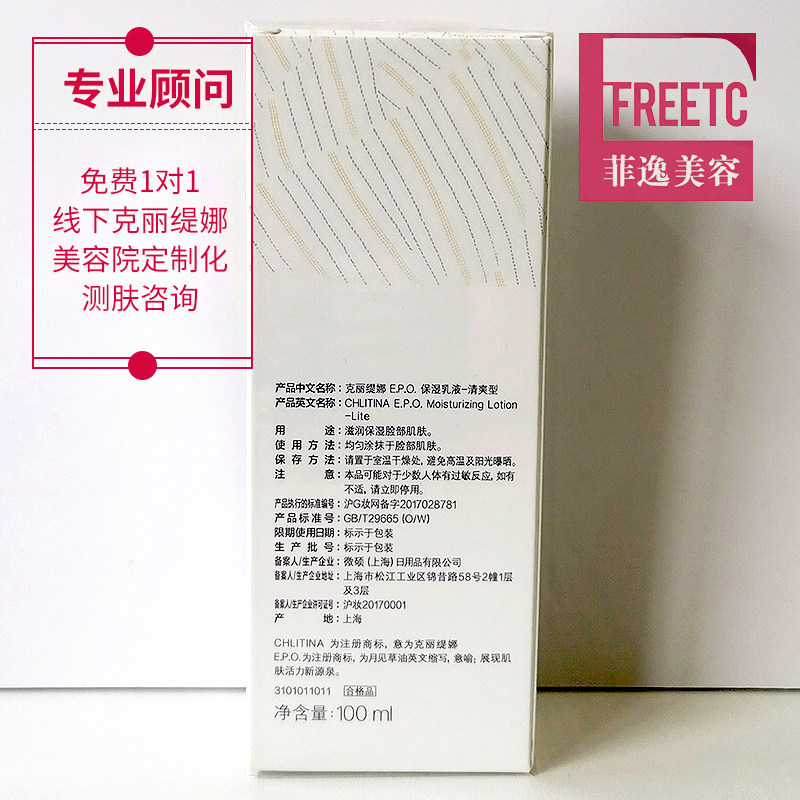 专业顾问
免费1对1
线下克丽缇娜
美容院定制化
测肤咨询
FREETC
菲逸美容
产品中文名称：克丽缇娜 E.P.O. 保湿乳液-清爽型
产品英文名称：CHLITINA E.P.O. Moisturizing Lotion
-Lite
用 途：滋润保湿脸部肌肤。
使用方法：均匀涂抹于脸部肌肤。
保存方法：请置于室温干燥处, 避免高温及阳光曝晒。
注 意：本品可能对于少数人体有过敏反应, 如有
不适, 请立即停用。
产品执行的标准编号：沪G妆网备字2017028781
产品标准号：GB/T29665 (O/W)
限期使用日期：标示于包装
生产批号：标示于包装
备案人/生产企业：微硕 (上海) 日用品有限公司
备案人/生产企业地址：上海市松江工业区锦昔路58号2幢1层
及3层
备案人/生产企业许可证号：沪妆20170001
产 地：上海
CHLITINA 为注册商标, 意为克丽缇娜
E.P.O.为注册商标, 为月见草油英文缩写, 意喻；展现肌
肤活力新源泉。
3101011011 合格品
净含量：100 ml